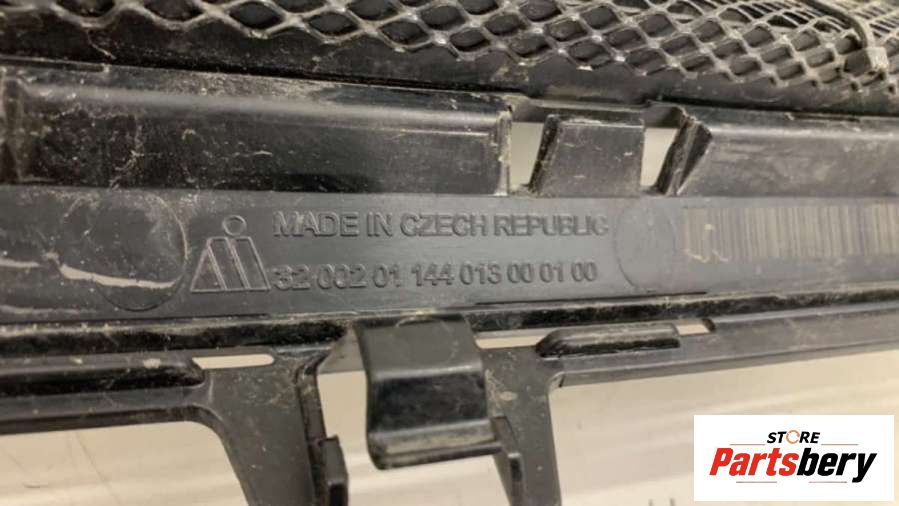 MADE IN CZECH REPUBLIC
32 002 01 144 013 00 01 00
STORE
Partsbery